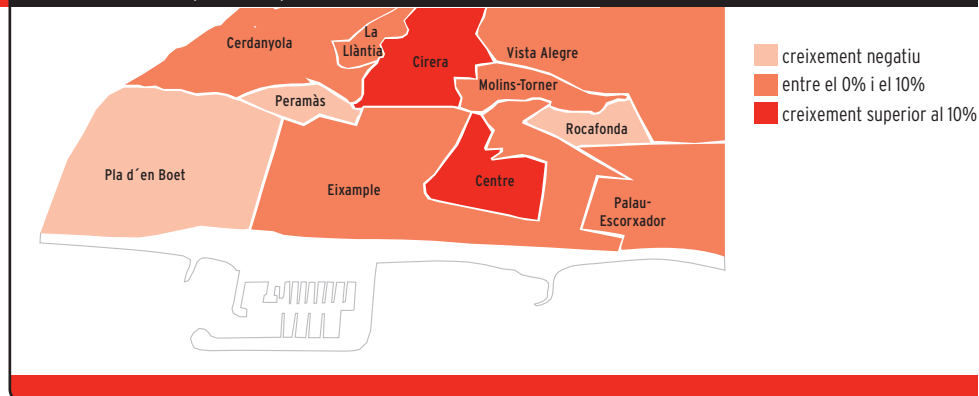 La
Llàntia
Cerdanyola
Cirera
Vista Alegre
Molins-Torner
Peramàs
Rocafonda
Pla d´en Boet
Eixample
Centre
Palau-
Escorxador
creixement negatiu
entre el 0% i el 10%
creixement superior al 10%